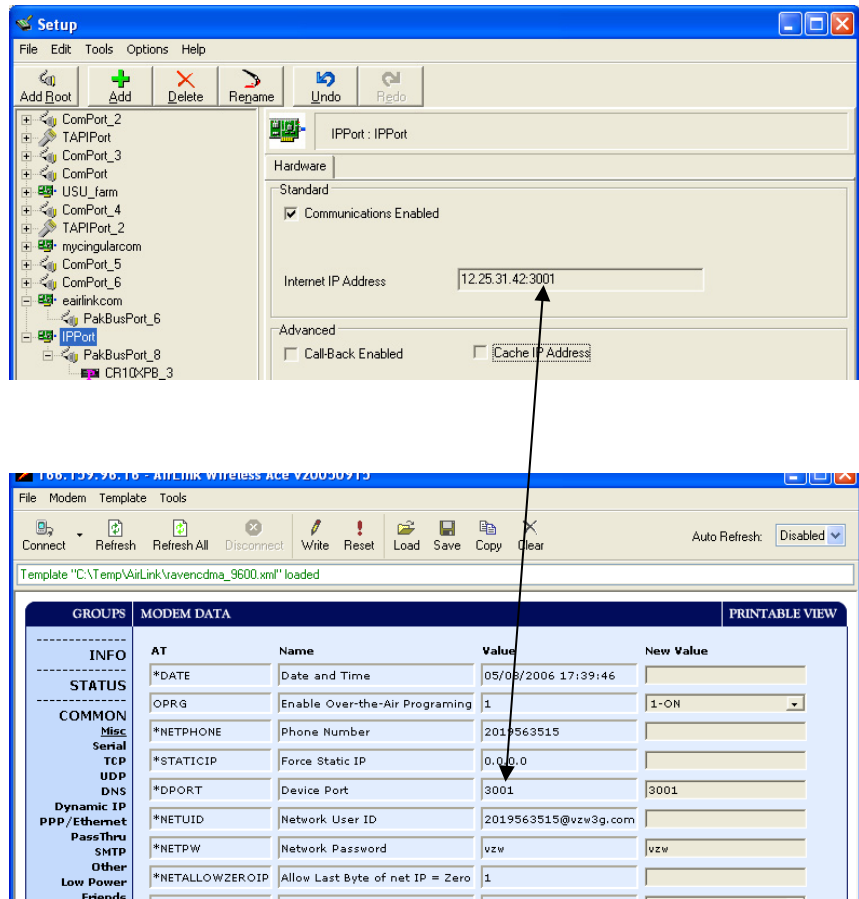 Setup
File Edit Tools Options Help
Add Root Add Delete Rename Undo Redo
ComPort_2
TAPIPort
ComPort_3
ComPort
USU_farm
ComPort_4
TAPIPort_2
mycingularcom
ComPort_5
ComPort_6
eairlinkcom
PakBusPort_6
IPPort
PakBusPort_8
CR10XPB_3
IPPort : IPPort
Hardware
Standard
Communications Enabled
Internet IP Address 12.25.31.42:3001
Advanced
Call-Back Enabled Cache IP Address
166.139.96.16 - AirLink Wireless Ace v20050915
File Modem Template Tools
Connect Refresh Refresh All Disconnect Write Reset Load Save Copy Clear Auto Refresh: Disabled
Template "C:\Temp\AirLink\ravencdma_9600.xml" loaded
GROUPS MODEM DATA PRINTABLE VIEW
INFO
STATUS
COMMON
Misc
Serial
TCP
UDP
DNS
Dynamic IP
PPP/Ethernet
PassThru
SMTP
Other
Low Power
Friends
AT Name Value New Value
*DATE Date and Time 05/08/2006 17:39:46
OPRG Enable Over-the-Air Programing 1 1-ON
*NETPHONE Phone Number 2019563515
*STATICIP Force Static IP 0.0.0.0
*DPORT Device Port 3001 3001
*NETUID Network User ID 2019563515@vzw3g.com
*NETPW Network Password vzw vzw
*NETALLOWZEROIP Allow Last Byte of net IP = Zero 1